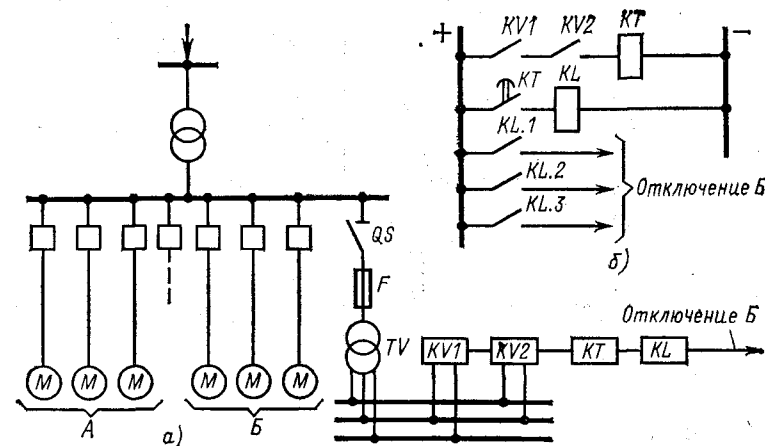 + KV1 KV2 KT −
KT KL
KL.1
KL.2
KL.3
Отключение Б
б)
QS
F
TV
M M M M M M
А Б
а)
KV1 KV2 KT KL
Отключение Б